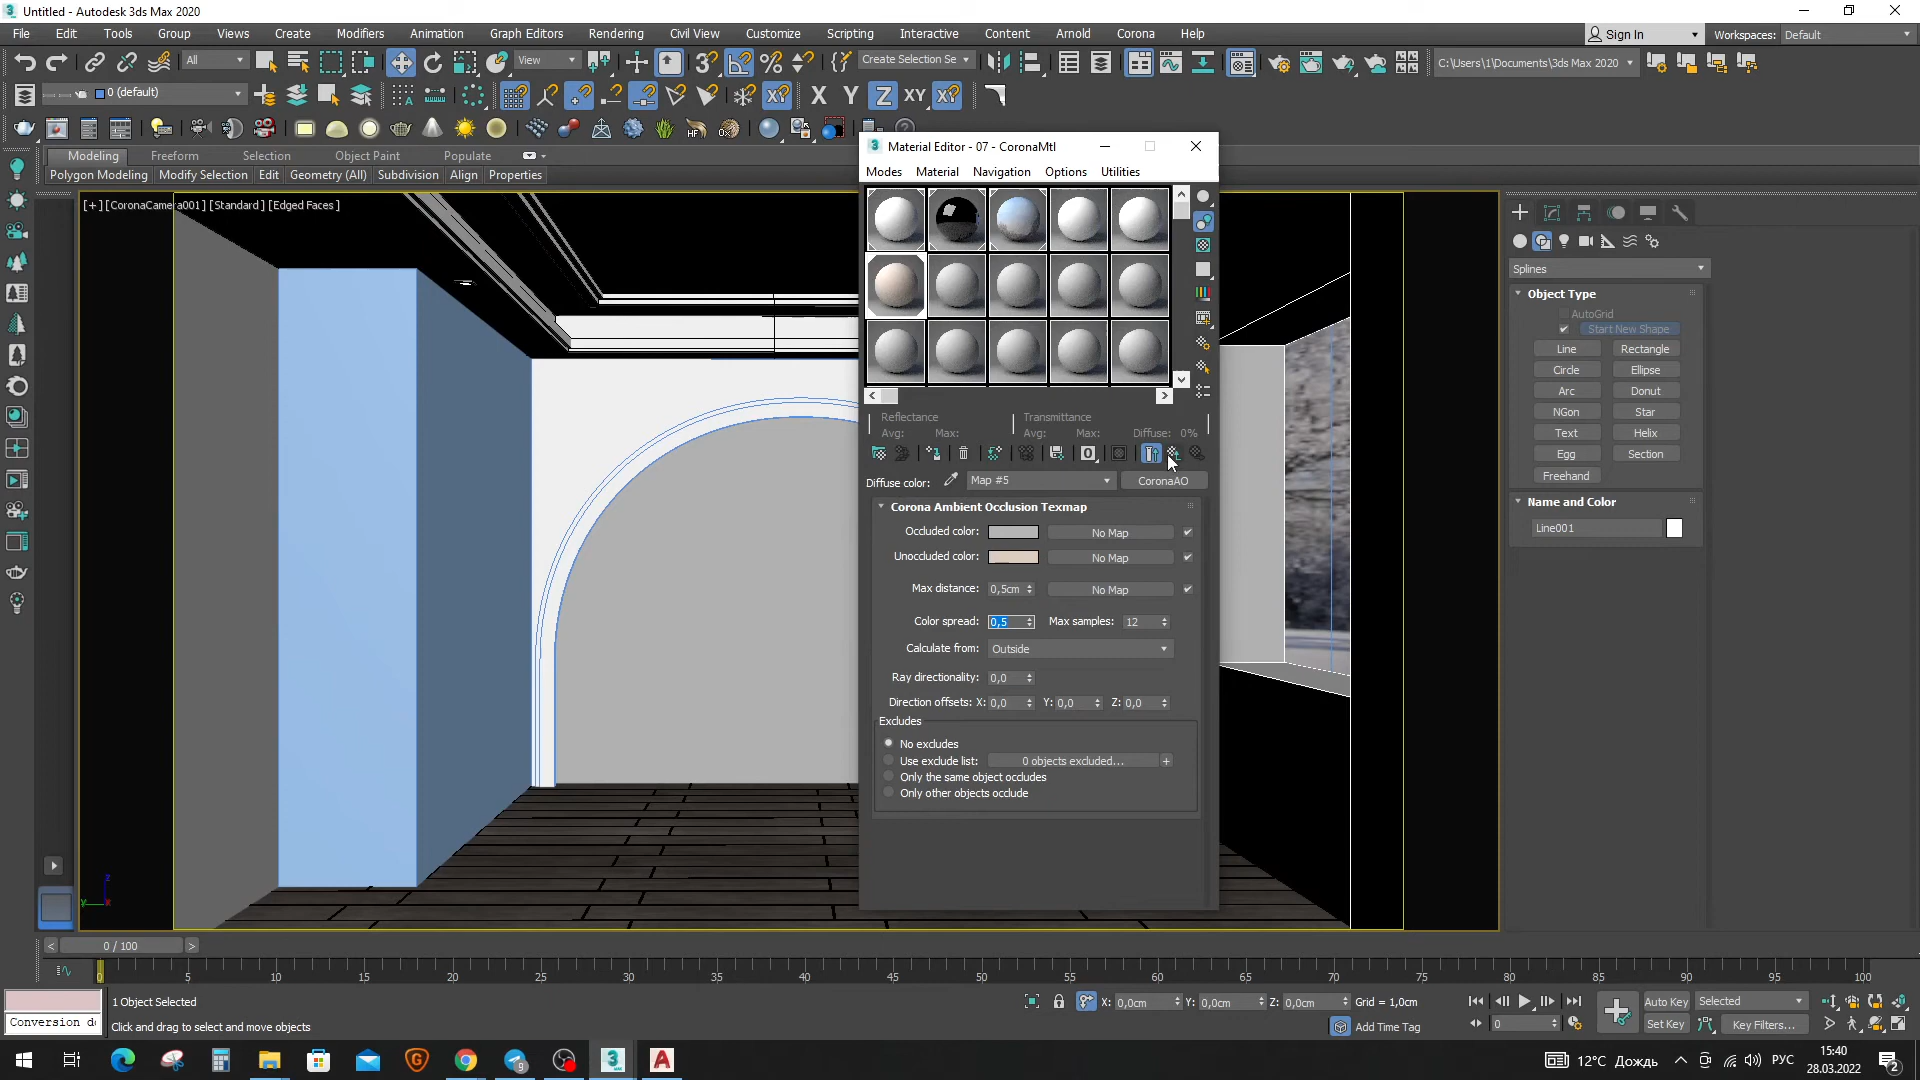 Untitled - Autodesk 3ds Max 2020
File Edit Tools Group Views Create Modifiers Animation Graph Editors Rendering Civil View Customize Scripting Interactive Content Arnold Corona Help
Sign In
Workspaces: Default
All
View
Create Selection Se
C:\Users\1\Documents\3ds Max 2020
0 (default)
X Y Z XY
Modeling Freeform Selection Object Paint Populate
Polygon Modeling Modify Selection Edit Geometry (All) Subdivision Align Properties
[+] [CoronaCamera001] [Standard] [Edged Faces]
Material Editor - 07 - CoronaMtl
Modes Material Navigation Options Utilities
Reflectance Transmittance
Avg: Max: Avg: Max: Diffuse: 0%
Diffuse color: Map #5 CoronaAO
Corona Ambient Occlusion Texmap
Occluded color: No Map
Unoccluded color: No Map
Max distance: 0,5cm No Map
Color spread: 0,5 Max samples: 12
Calculate from: Outside
Ray directionality: 0,0
Direction offsets: X: 0,0 Y: 0,0 Z: 0,0
Excludes
No excludes
Use exclude list: 0 objects excluded... +
Only the same object occludes
Only other objects occlude
Splines
Object Type
AutoGrid
Start New Shape
Line Rectangle
Circle Ellipse
Arc Donut
NGon Star
Text Helix
Egg Section
Freehand
Name and Color
Line001
0 / 100
0 5 10 15 20 25 30 35 40 45 50 55 60 65 70 75 80 85 90 95 100
1 Object Selected
Click and drag to select and move objects
Conversion d
X: 0,0cm Y: 0,0cm Z: 0,0cm Grid = 1,0cm
Add Time Tag
0
Auto Key Selected
Set Key Key Filters...
12°C Дождь
РУС
15:40
28.03.2022
2